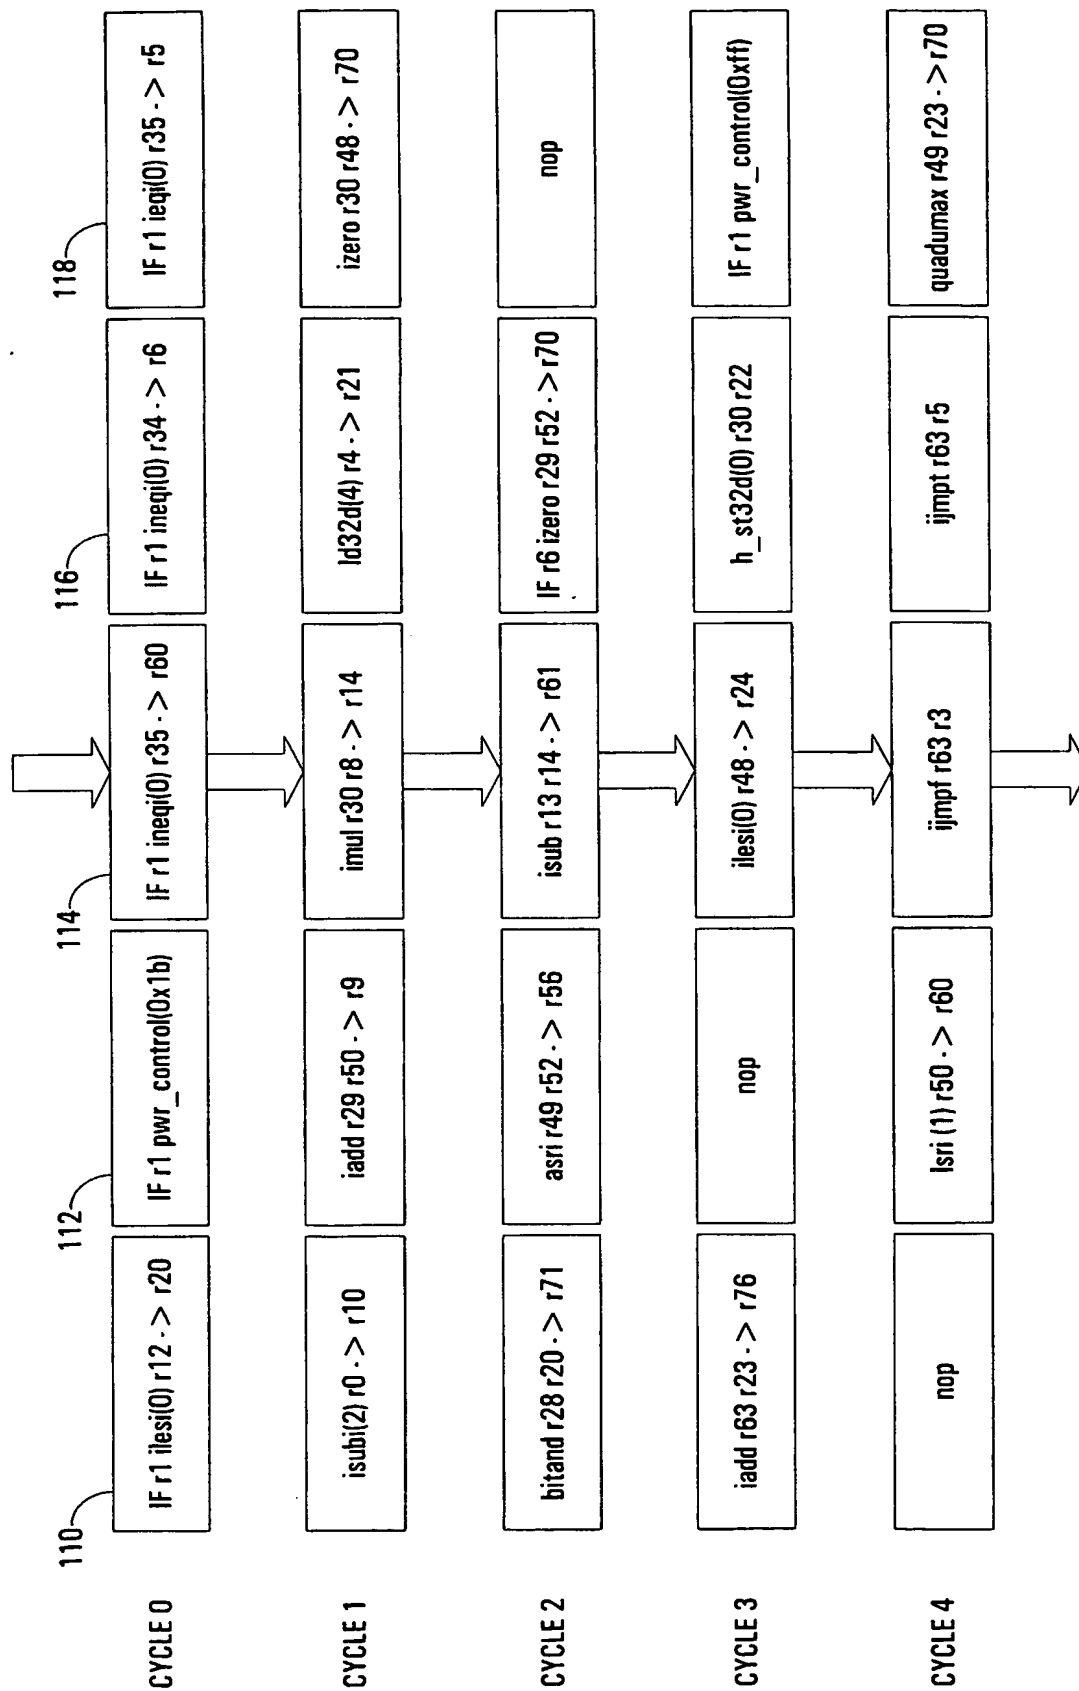 110
112
114
116
118
CYCLE 0
IF r1 ilesi(0) r12 -> r20
IF r1 pwr_control(0x1b)
IF r1 ineqi(0) r35 -> r60
IF r1 ineqi(0) r34 -> r6
IF r1 ieqi(0) r35 -> r5
CYCLE 1
isubi(2) r0 -> r10
iadd r29 r50 -> r9
imul r30 r8 -> r14
ld32d(4) r4 -> r21
izero r30 r48 -> r70
CYCLE 2
bitand r28 r20 -> r71
asri r49 r52 -> r56
isub r13 r14 -> r61
IF r6 izero r29 r52 -> r70
nop
CYCLE 3
iadd r63 r23 -> r76
nop
ilesi(0) r48 -> r24
h_st32d(0) r30 r22
IF r1 pwr_control(0xff)
CYCLE 4
nop
lsri (1) r50 -> r60
ijmpf r63 r3
ijmpt r63 r5
quadumax r49 r23 -> r70